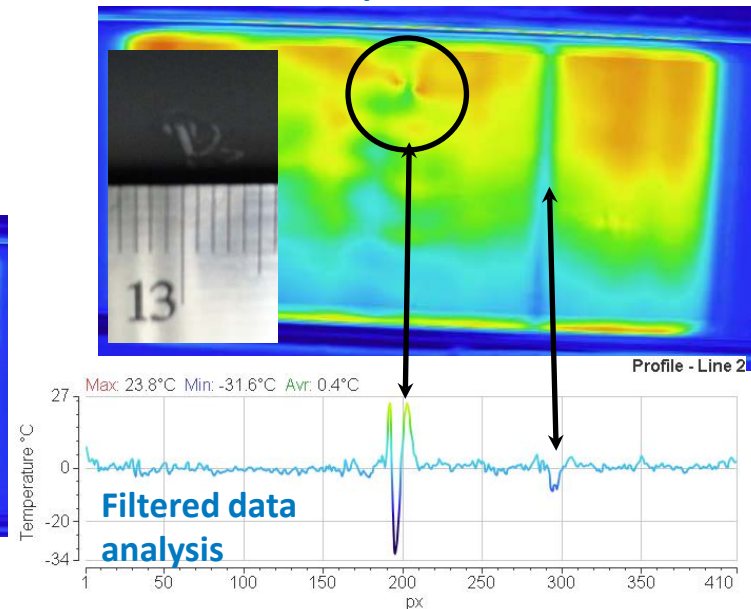 13
Profile - Line 2
Max: 23.8°C Min: -31.6°C Avr: 0.4°C
Temperature °C
27
0
-20
-34
Filtered data
analysis
1 50 100 150 200 250 300 350 410
px